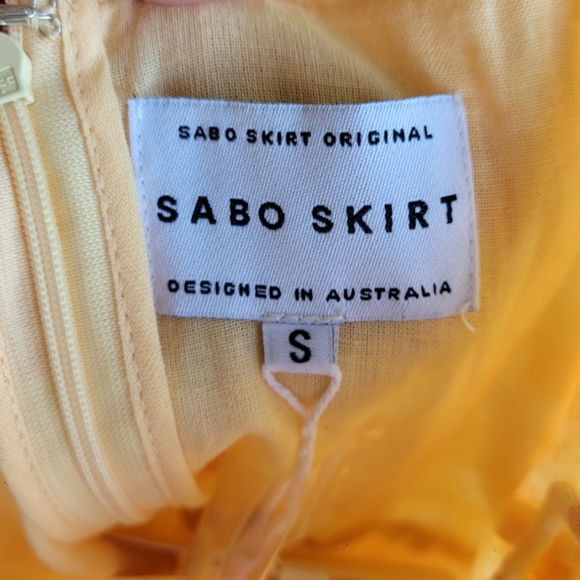 SABO SKIRT ORIGINAL
SABO SKIRT
DESIGNED IN AUSTRALIA
S